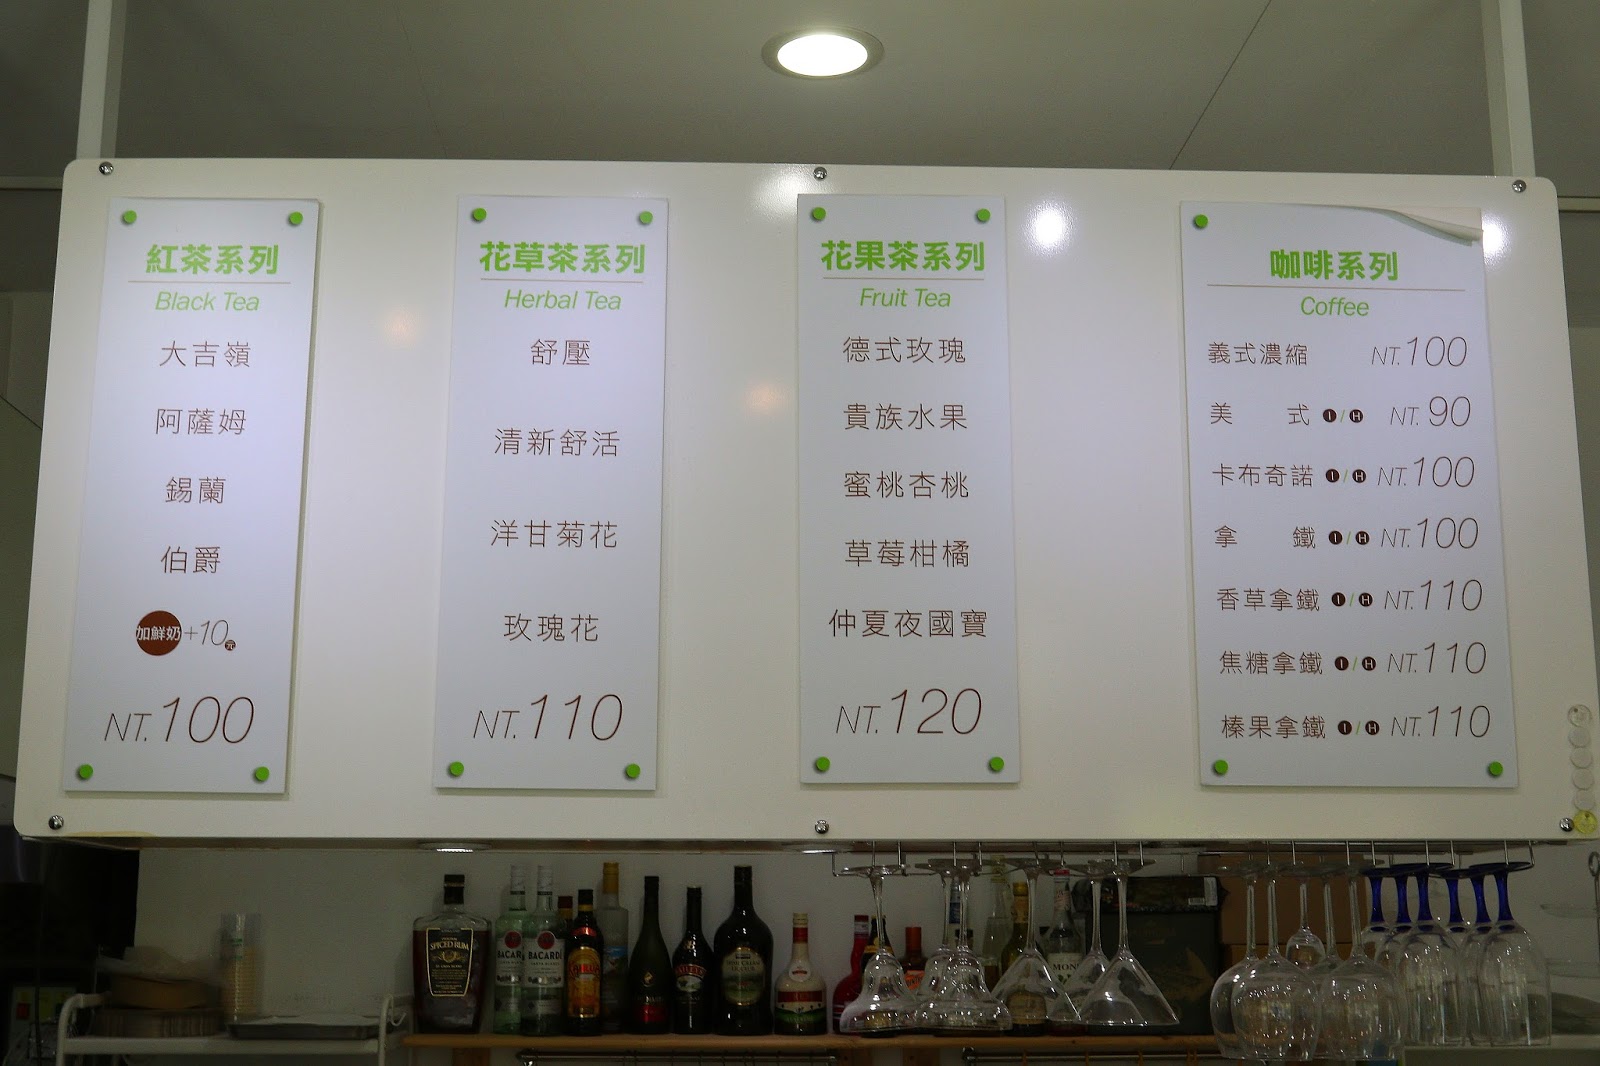 紅茶系列
Black Tea
大吉嶺
阿薩姆
錫蘭
伯爵
加鮮奶 +10元
NT.100
花草茶系列
Herbal Tea
舒壓
清新舒活
洋甘菊花
玫瑰花
NT.110
花果茶系列
Fruit Tea
德式玫瑰
貴族水果
蜜桃杏桃
草莓柑橘
仲夏夜國寶
NT.120
咖啡系列
Coffee
義式濃縮 NT.100
美式 I/H NT.90
卡布奇諾 I/H NT.100
拿鐵 I/H NT.100
香草拿鐵 I/H NT.110
焦糖拿鐵 I/H NT.110
榛果拿鐵 I/H NT.110
SPICED RUM
BACARDI